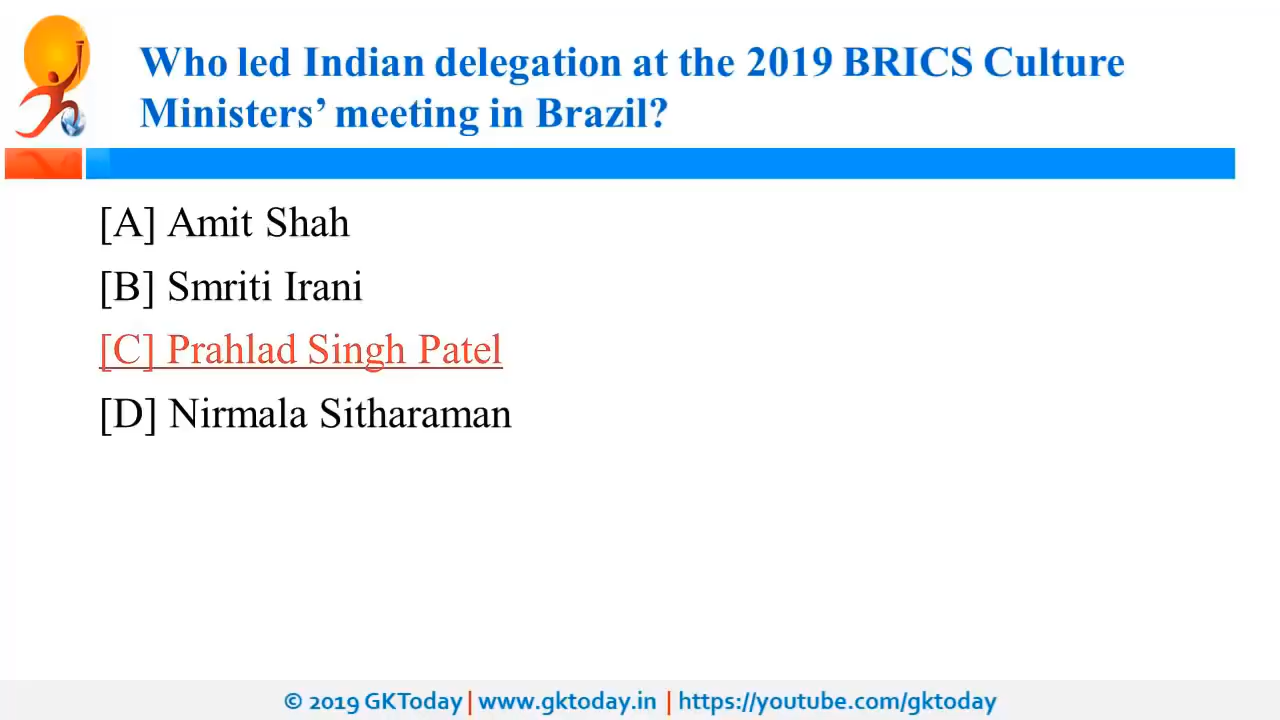 Who led Indian delegation at the 2019 BRICS Culture
Ministers’ meeting in Brazil?
[A] Amit Shah
[B] Smriti Irani
[C] Prahlad Singh Patel
[D] Nirmala Sitharaman
© 2019 GKToday | www.gktoday.in | https://youtube.com/gktoday